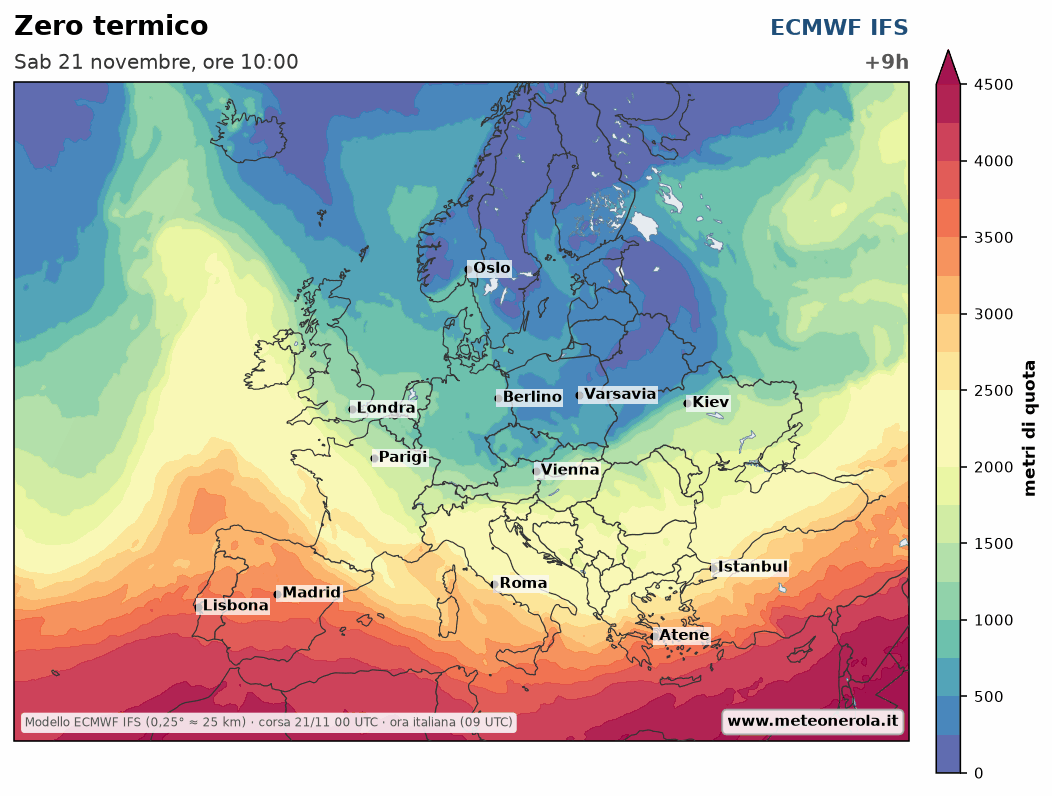 Zero termico
ECMWF IFS
Sab 21 novembre, ore 10:00
+9h
Oslo
Londra
Berlino
Varsavia
Kiev
Parigi
Vienna
Lisbona
Madrid
Roma
Istanbul
Atene
4500
4000
3500
3000
2500
2000
1500
1000
500
0
metri di quota
Modello ECMWF IFS (0,25° ≈ 25 km) · corsa 21/11 00 UTC · ora italiana (09 UTC)
www.meteonerola.it